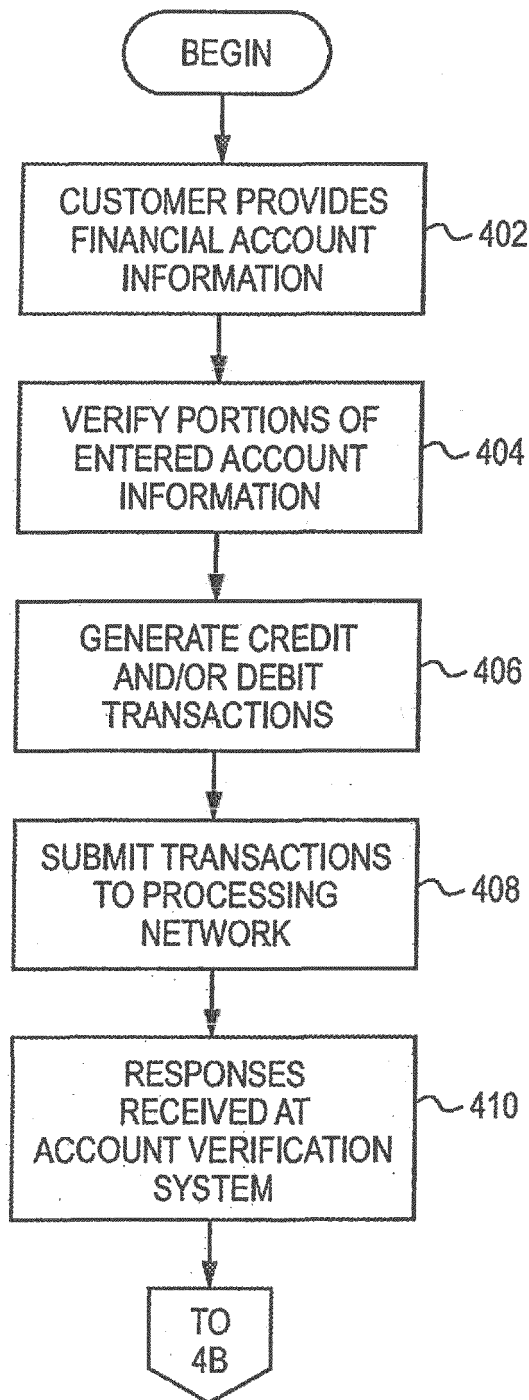 BEGIN
CUSTOMER PROVIDES
FINANCIAL ACCOUNT
INFORMATION
402
VERIFY PORTIONS OF
ENTERED ACCOUNT
INFORMATION
404
GENERATE CREDIT
AND/OR DEBIT
TRANSACTIONS
406
SUBMIT TRANSACTIONS
TO PROCESSING
NETWORK
408
RESPONSES
RECEIVED AT
ACCOUNT VERIFICATION
SYSTEM
410
TO
4B